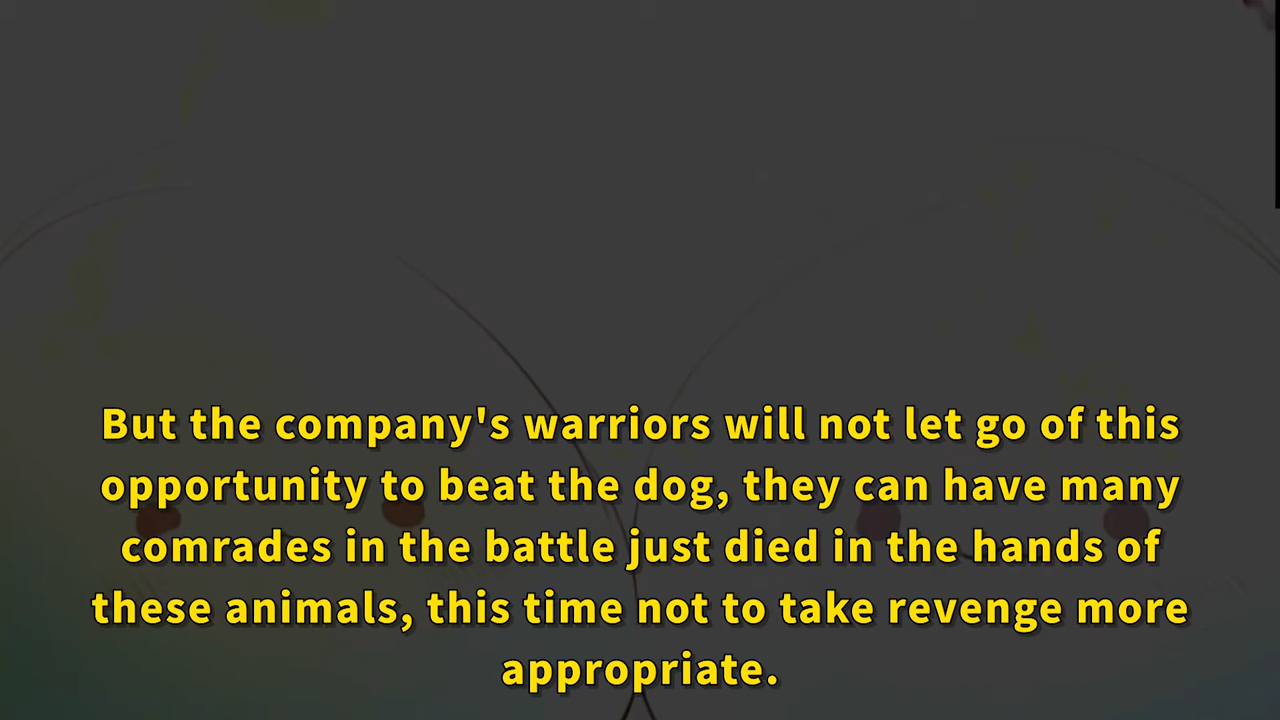 But the company's warriors will not let go of this
opportunity to beat the dog, they can have many
comrades in the battle just died in the hands of
these animals, this time not to take revenge more
appropriate.